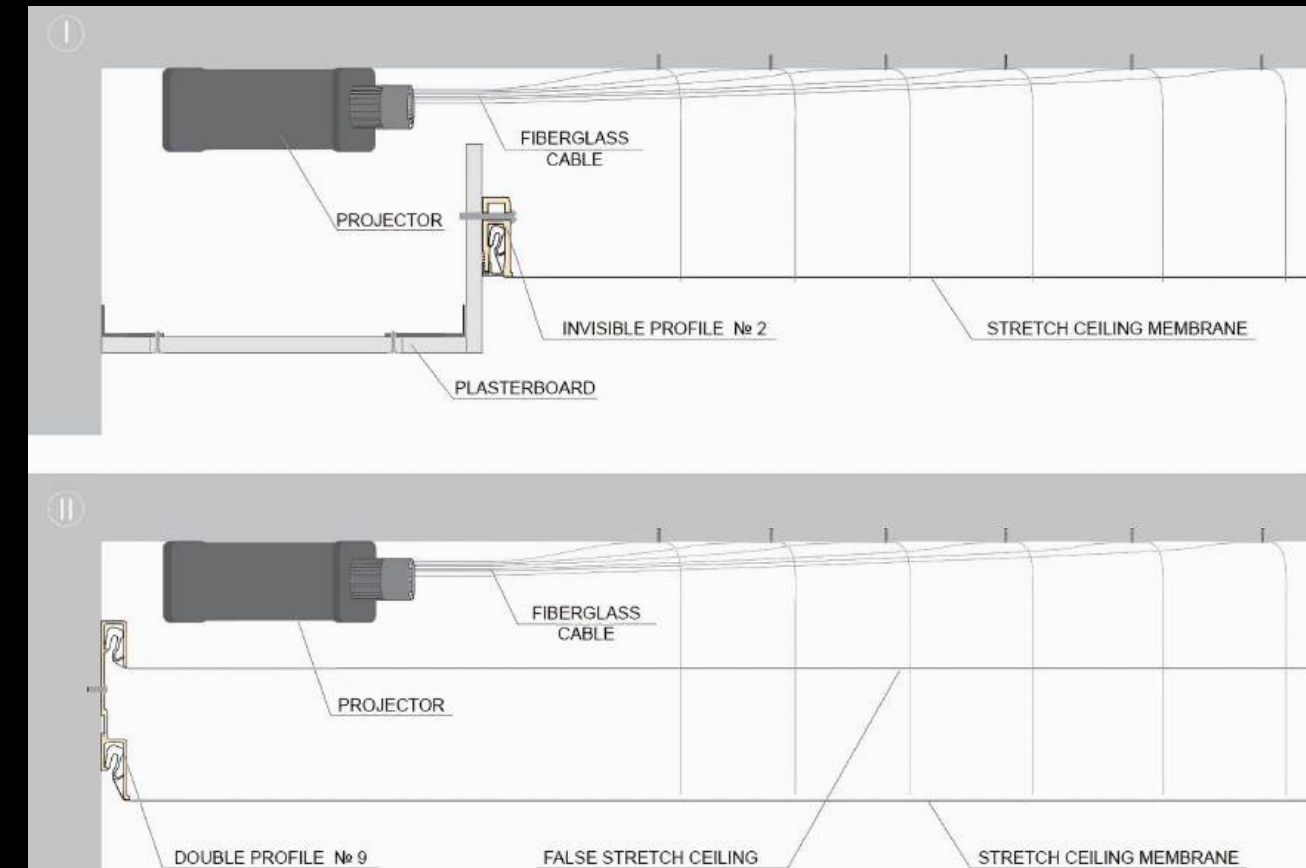 I
FIBERGLASS
CABLE
PROJECTOR
INVISIBLE PROFILE № 2
STRETCH CEILING MEMBRANE
PLASTERBOARD
II
FIBERGLASS
CABLE
PROJECTOR
DOUBLE PROFILE № 9
FALSE STRETCH CEILING
STRETCH CEILING MEMBRANE